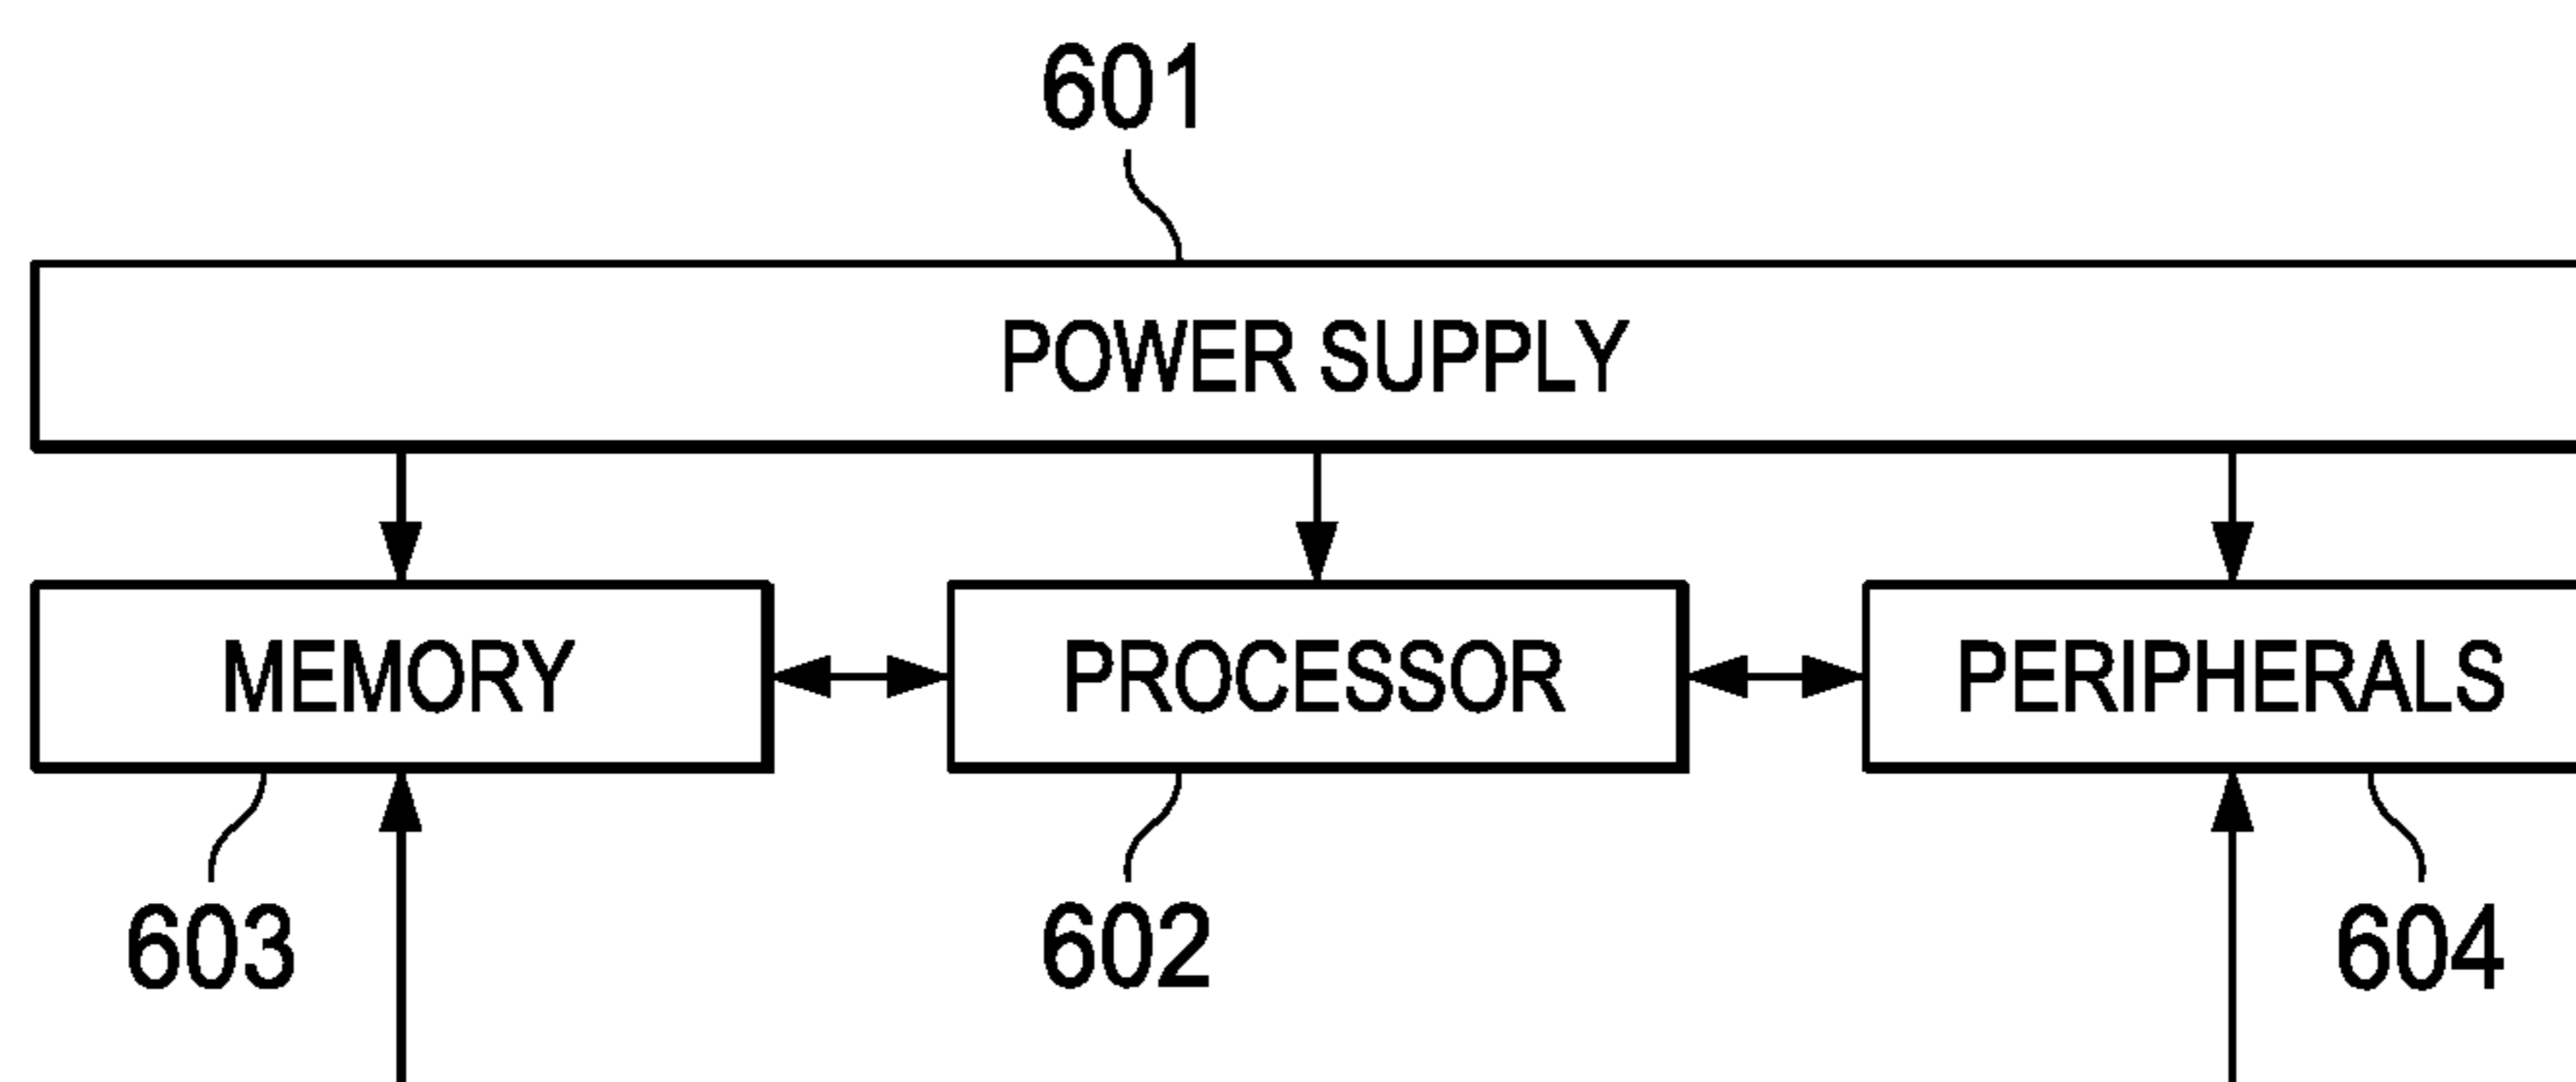 601
POWER SUPPLY
MEMORY
PROCESSOR
PERIPHERALS
603
602
604